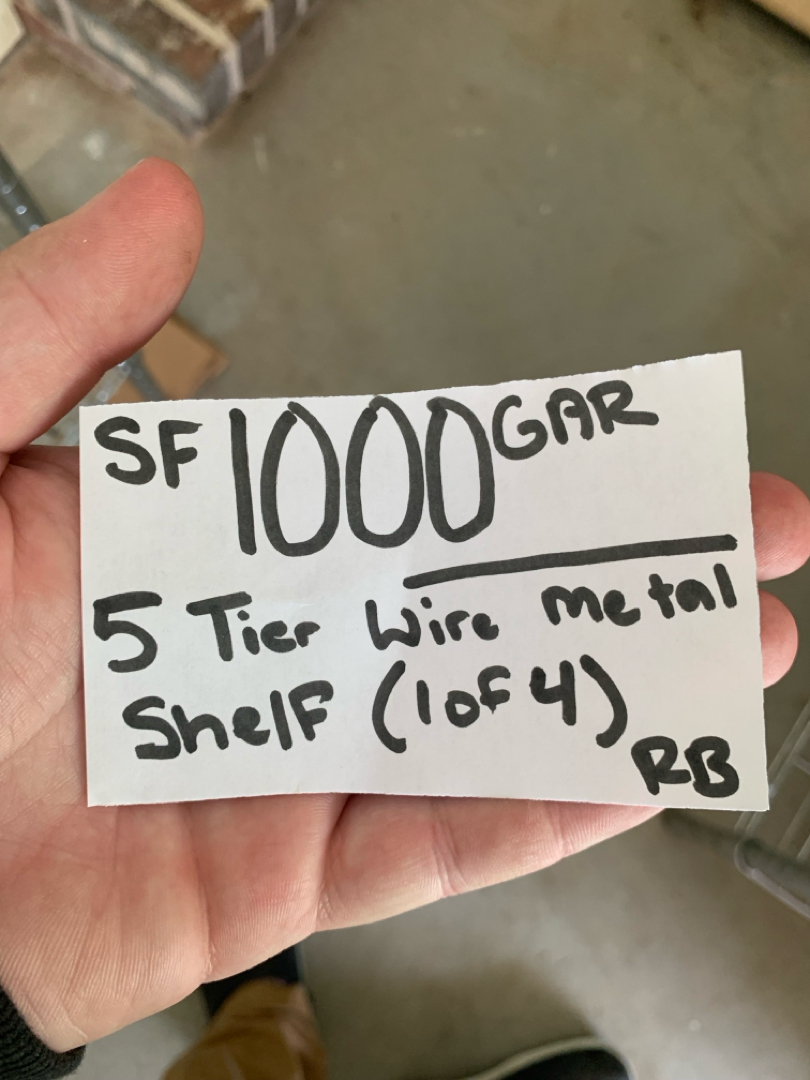 SF 1000 GAR
5 Tier Wire Metal
Shelf (1 of 4)
RB